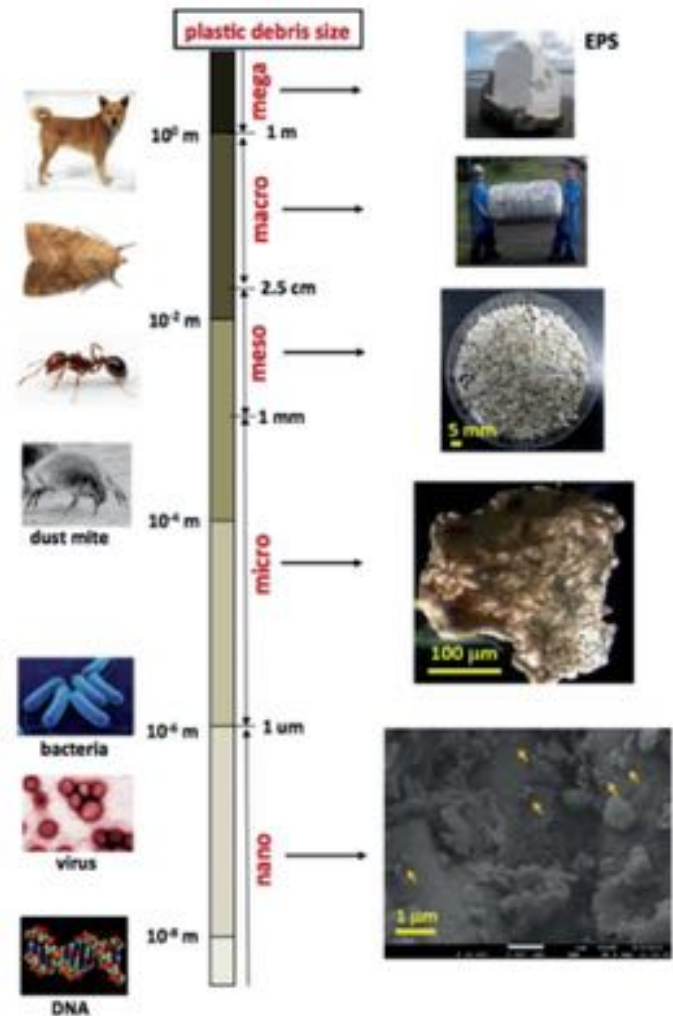 plastic debris size
EPS
mega
10⁰ m
1 m
macro
2.5 cm
10⁻² m
meso
5 mm
1 mm
10⁻⁴ m
dust mite
micro
100 µm
10⁻⁶ m
1 um
bacteria
virus
nano
1 µm
10⁻⁸ m
DNA